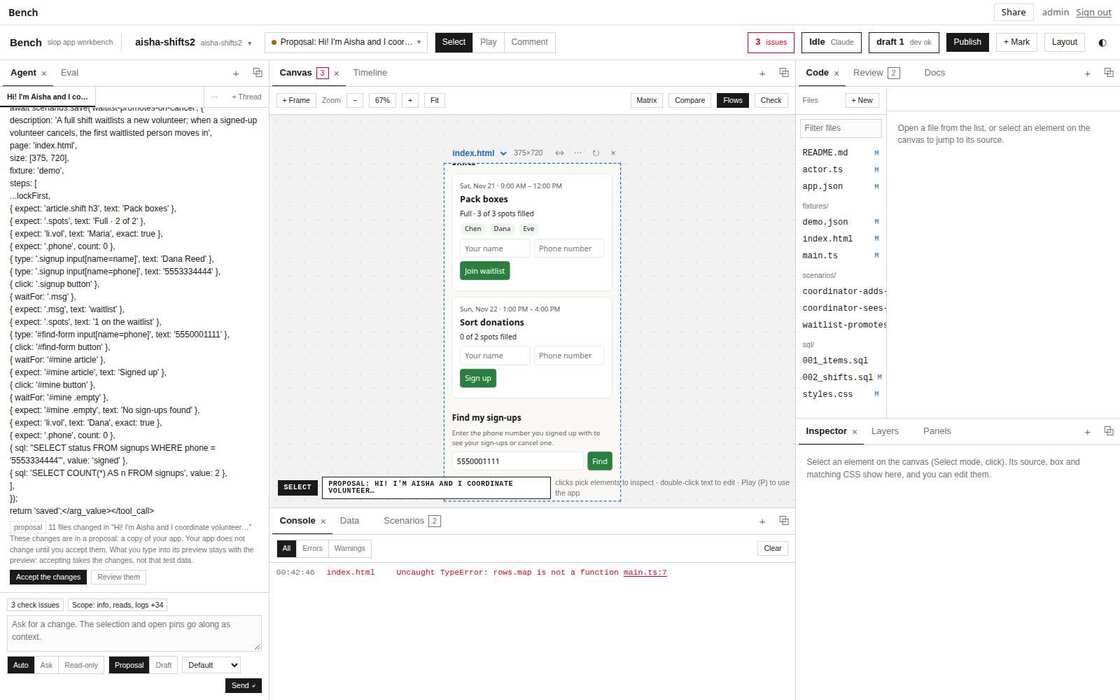 Bench
Share
admin
Sign out
Bench
slop app workbench
aisha-shifts2
aisha-shifts2
Proposal: Hi! I'm Aisha and I coor…
Select
Play
Comment
3 issues
Idle Claude
draft 1 dev ok
Publish
+ Mark
Layout
Agent ×
Eval
Hi! I'm Aisha and I co…
+ Thread
description: 'A full shift waitlists a new volunteer; when a signed-up
volunteer cancels, the first waitlisted person moves in',
page: 'index.html',
size: [375, 720],
fixture: 'demo',
steps: [
...lockFirst,
{ expect: 'article.shift h3', text: 'Pack boxes' },
{ expect: '.spots', text: 'Full · 2 of 2' },
{ expect: 'li.vol', text: 'Maria', exact: true },
{ expect: '.phone', count: 0 },
{ type: '.signup input[name=name]', text: 'Dana Reed' },
{ type: '.signup input[name=phone]', text: '5553334444' },
{ click: '.signup button' },
{ waitFor: '.msg' },
{ expect: '.msg', text: 'waitlist' },
{ expect: '.spots', text: '1 on the waitlist' },
{ type: '#find-form input[name=phone]', text: '5550001111' },
{ click: '#find-form button' },
{ waitFor: '#mine article' },
{ expect: '#mine article', text: 'Signed up' },
{ click: '#mine button' },
{ waitFor: '#mine .empty' },
{ expect: '#mine .empty', text: 'No sign-ups found' },
{ expect: 'li.vol', text: 'Dana', exact: true },
{ expect: '.phone', count: 0 },
{ sql: "SELECT status FROM signups WHERE phone =
'5553334444'", value: 'signed' },
{ sql: 'SELECT COUNT(*) AS n FROM signups', value: 2 },
],
});
return 'saved';</arg_value></tool_call>
proposal 11 files changed in "Hi! I'm Aisha and I coordinate volunteer…"
These changes are in a proposal: a copy of your app. Your app does
not change until you accept them. What you type into its preview stays with the
preview: accepting takes the changes, not that test data.
Accept the changes
Review them
3 check issues
Scope: info, reads, logs +34
Ask for a change. The selection and open pins go along as
context.
Auto
Ask
Read-only
Proposal
Draft
Default
Send
Canvas 3 ×
Timeline
+ Frame
Zoom
−
67%
+
Fit
Matrix
Compare
Flows
Check
index.html
375×720
Sat, Nov 21 · 9:00 AM – 12:00 PM
Pack boxes
Full · 3 of 3 spots filled
Chen
Dana
Eve
Your name
Phone number
Join waitlist
Sun, Nov 22 · 1:00 PM – 4:00 PM
Sort donations
0 of 2 spots filled
Your name
Phone number
Sign up
Find my sign-ups
Enter the phone number you signed up with to
see your sign-ups or cancel one.
5550001111
Find
SELECT
PROPOSAL: HI! I'M AISHA AND I COORDINATE
VOLUNTEER…
clicks pick elements to inspect · double-click text to edit · Play (P) to use
the app
Console ×
Data
Scenarios 2
All
Errors
Warnings
Clear
00:42:46 index.html Uncaught TypeError: rows.map is not a function main.ts:7
Code ×
Review 2
Docs
Files
+ New
Filter files
README.md M
actor.ts M
app.json M
fixtures/
demo.json M
index.html M
main.ts M
scenarios/
coordinator-adds-
coordinator-sees-
waitlist-promotes
sql/
001_items.sql
002_shifts.sql M
styles.css M
Open a file from the list, or select an element on the
canvas to jump to its source.
Inspector ×
Layers
Panels
Select an element on the canvas (Select mode, click). Its source, box and
matching CSS show here, and you can edit them.